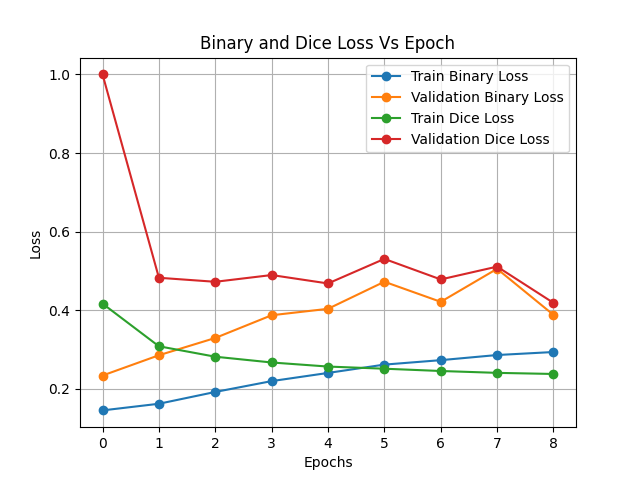 Binary and Dice Loss Vs Epoch
Train Binary Loss
Validation Binary Loss
Train Dice Loss
Validation Dice Loss
1.0
0.8
0.6
0.4
0.2
Loss
0 1 2 3 4 5 6 7 8
Epochs